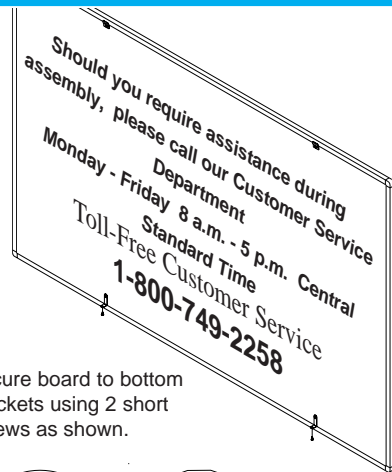 Should you require assistance during
assembly, please call our Customer Service
Department
Monday - Friday 8 a.m. - 5 p.m. Central
Standard Time
Toll-Free Customer Service
1-800-749-2258
cure board to bottom
ckets using 2 short
ews as shown.